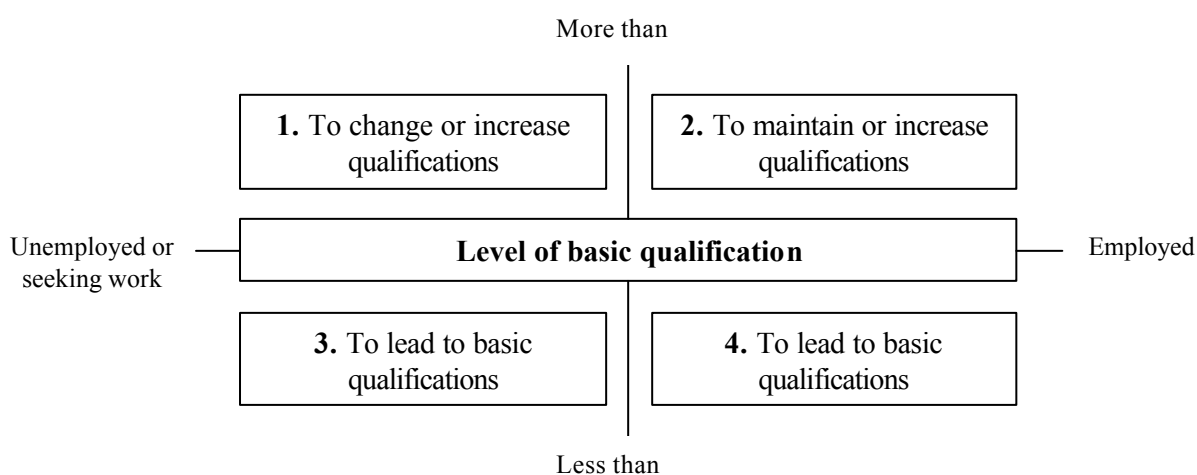 More than
1. To change or increase
qualifications
2. To maintain or increase
qualifications
Unemployed or
seeking work
Level of basic qualification
Employed
3. To lead to basic
qualifications
4. To lead to basic
qualifications
Less than